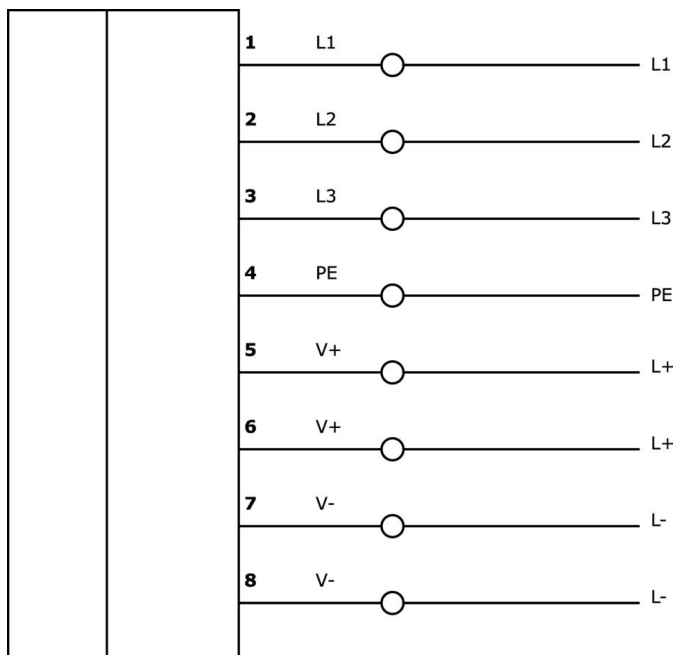 1 L1 L1
2 L2 L2
3 L3 L3
4 PE PE
5 V+ L+
6 V+ L+
7 V- L-
8 V- L-